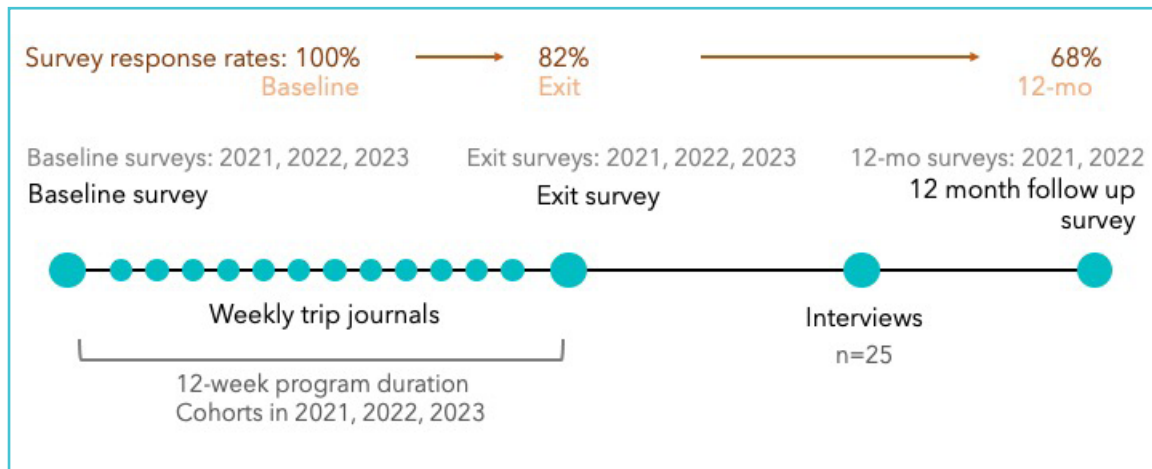 Survey response rates: 100% 82% 68%
Baseline Exit 12-mo
Baseline surveys: 2021, 2022, 2023 Exit surveys: 2021, 2022, 2023 12-mo surveys: 2021, 2022
Baseline survey Exit survey 12 month follow up
survey
Weekly trip journals Interviews
n=25
12-week program duration
Cohorts in 2021, 2022, 2023